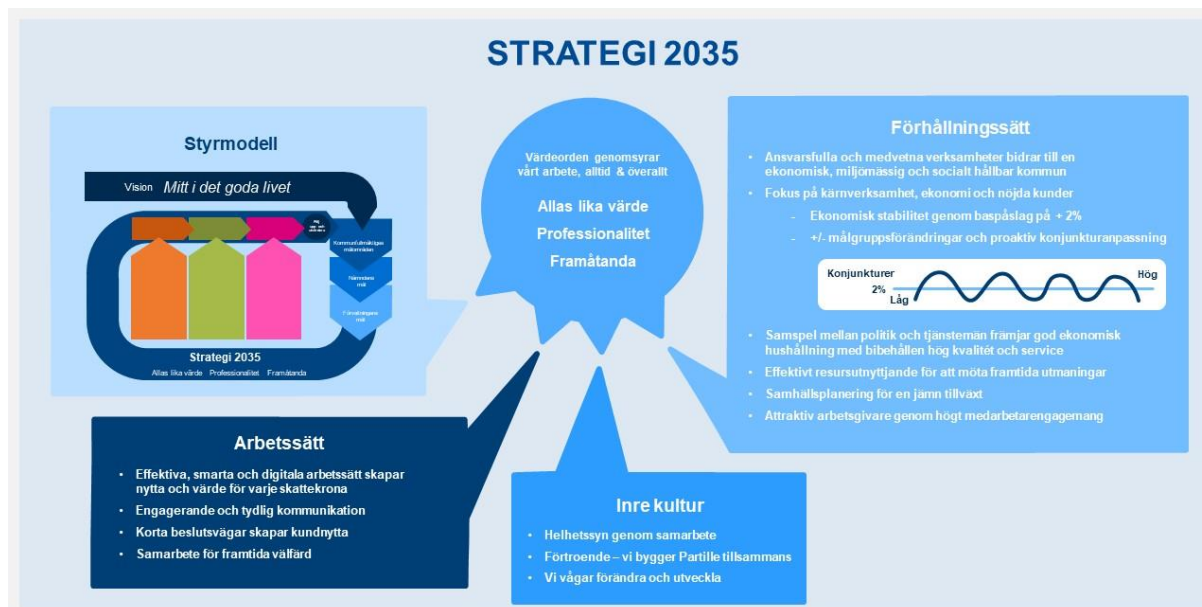 STRATEGI 2035
Styrmodell
Vision Mitt i det goda livet
Kommunfullmäktiges
målområden
Nämndens
mål
Förvaltningens
mål
Strategi 2035
Allas lika värde Professionalitet Framåtanda
Värdeorden genomsyrar
vårt arbete, alltid & överallt
Allas lika värde
Professionalitet
Framåtanda
Förhållningssätt
• Ansvarsfulla och medvetna verksamheter bidrar till en
ekonomisk, miljömässig och socialt hållbar kommun
• Fokus på kärnverksamhet, ekonomi och nöjda kunder
- Ekonomisk stabilitet genom baspåslag på + 2%
- +/- målgruppsförändringar och proaktiv konjunkturanpassning
Konjunkturer
Hög
2%
Låg
• Samspel mellan politik och tjänstemän främjar god ekonomisk
hushållning med bibehållen hög kvalitét och service
• Effektivt resursutnyttjande för att möta framtida utmaningar
• Samhällsplanering för en jämn tillväxt
• Attraktiv arbetsgivare genom högt medarbetarengagemang
Arbetssätt
• Effektiva, smarta och digitala arbetssätt skapar
nytta och värde för varje skattekrona
• Engagerande och tydlig kommunikation
• Korta beslutsvägar skapar kundnytta
• Samarbete för framtida välfärd
Inre kultur
• Helhetssyn genom samarbete
• Förtroende – vi bygger Partille tillsammans
• Vi vågar förändra och utveckla